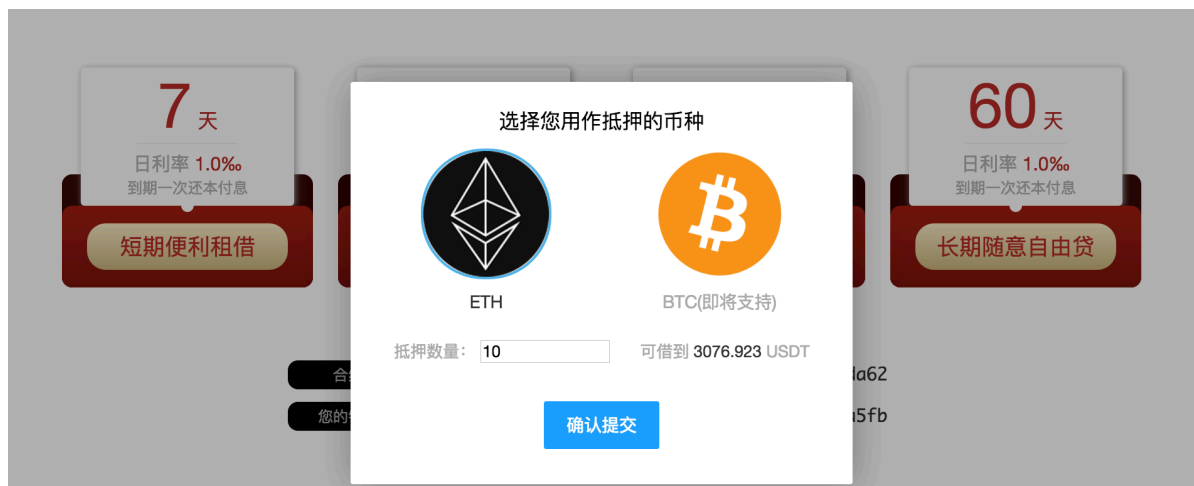 7 天
日利率 1.0‰
到期一次还本付息
短期便利租借
60 天
日利率 1.0‰
到期一次还本付息
长期随意自由贷
选择您用作抵押的币种
ETH
BTC(即将支持)
抵押数量： 10
可借到 3076.923 USDT
确认提交
合
da62
您的
a5fb